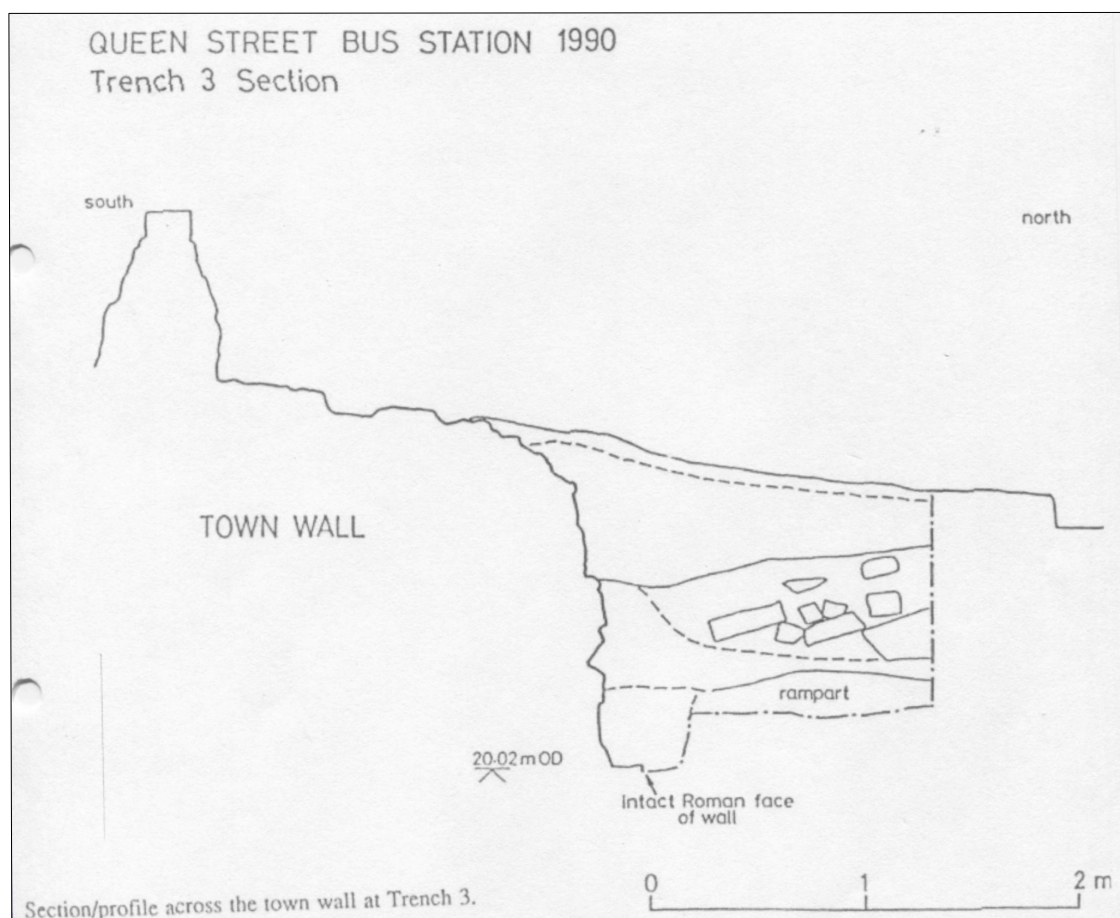 QUEEN STREET BUS STATION 1990
Trench 3 Section
south
north
TOWN WALL
rampart
20·02 m OD
intact Roman face
of wall
0 1 2 m
Section/profile across the town wall at Trench 3.